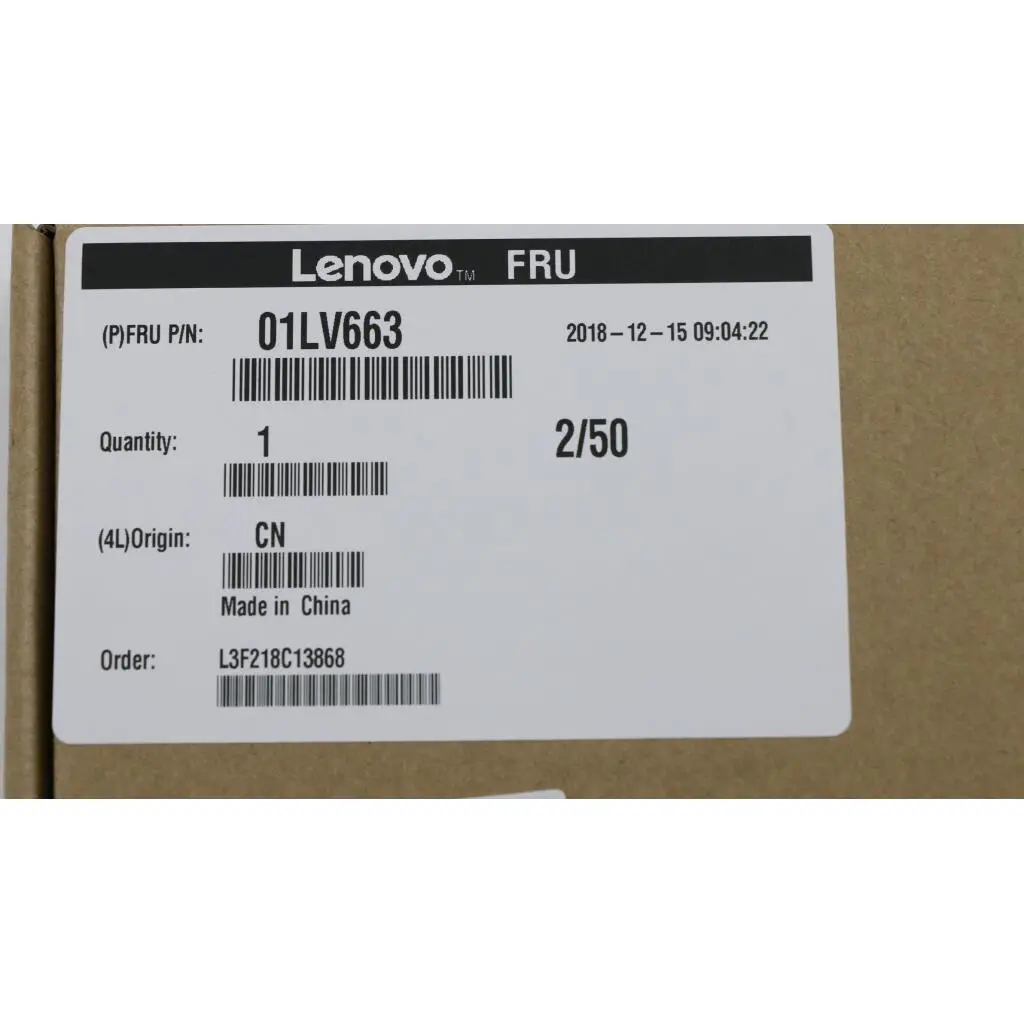 Lenovo™ FRU
(P)FRU P/N: 01LV663 2018-12-15 09:04:22
Quantity: 1 2/50
(4L)Origin: CN
Made in China
Order: L3F218C13868